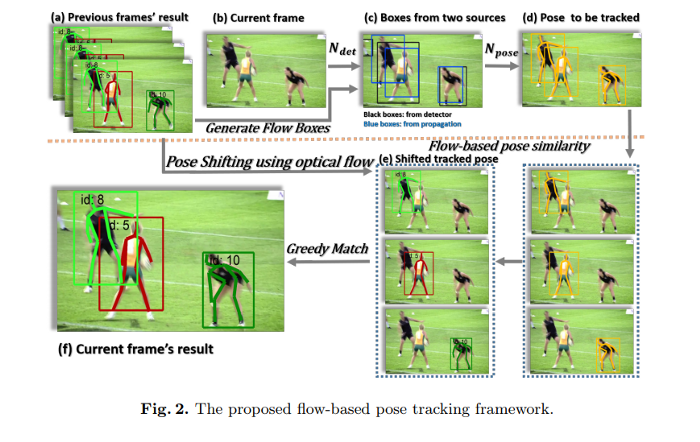 (a) Previous frames' result
(b) Current frame
(c) Boxes from two sources
(d) Pose to be tracked
id: 8
id: 10
N_det
N_pose
Black boxes: from detector
Blue boxes: from propagation
Generate Flow Boxes
Flow-based pose similarity
Pose Shifting using optical flow
(e) Shifted tracked pose
id: 8
d: 5
id: 10
Greedy Match
(f) Current frame's result
Fig. 2. The proposed flow-based pose tracking framework.